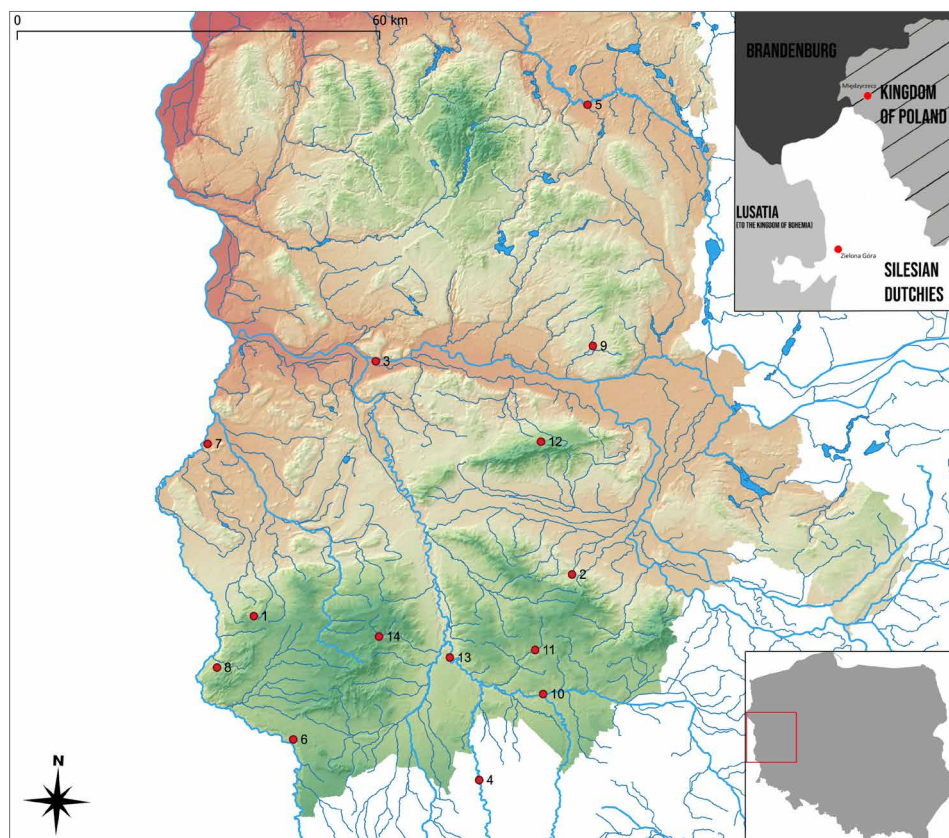 0
60 km
BRANDENBURG
Międzyrzecz
KINGDOM
OF POLAND
LUSATIA
(TO THE KINGDOM OF BOHEMIA)
Zielona Góra
SILESIAN
DUTCHIES
5
9
3
7
12
2
1
14
13
11
8
10
6
4
N